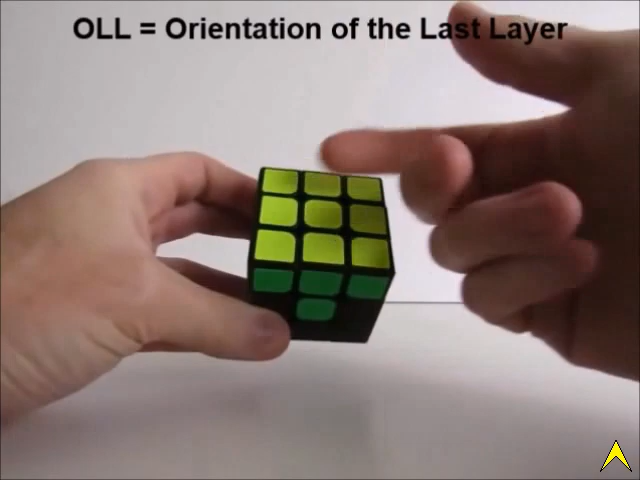 OLL = Orientation of the Last Layer